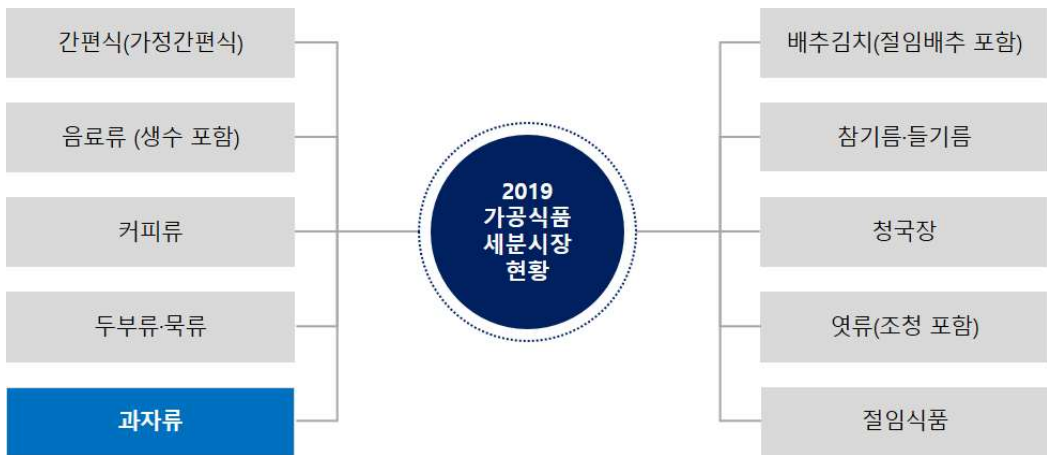 간편식(가정간편식)
음료류 (생수 포함)
커피류
두부류·묵류
과자류
2019
가공식품
세분시장
현황
배추김치(절임배추 포함)
참기름·들기름
청국장
엿류(조청 포함)
절임식품